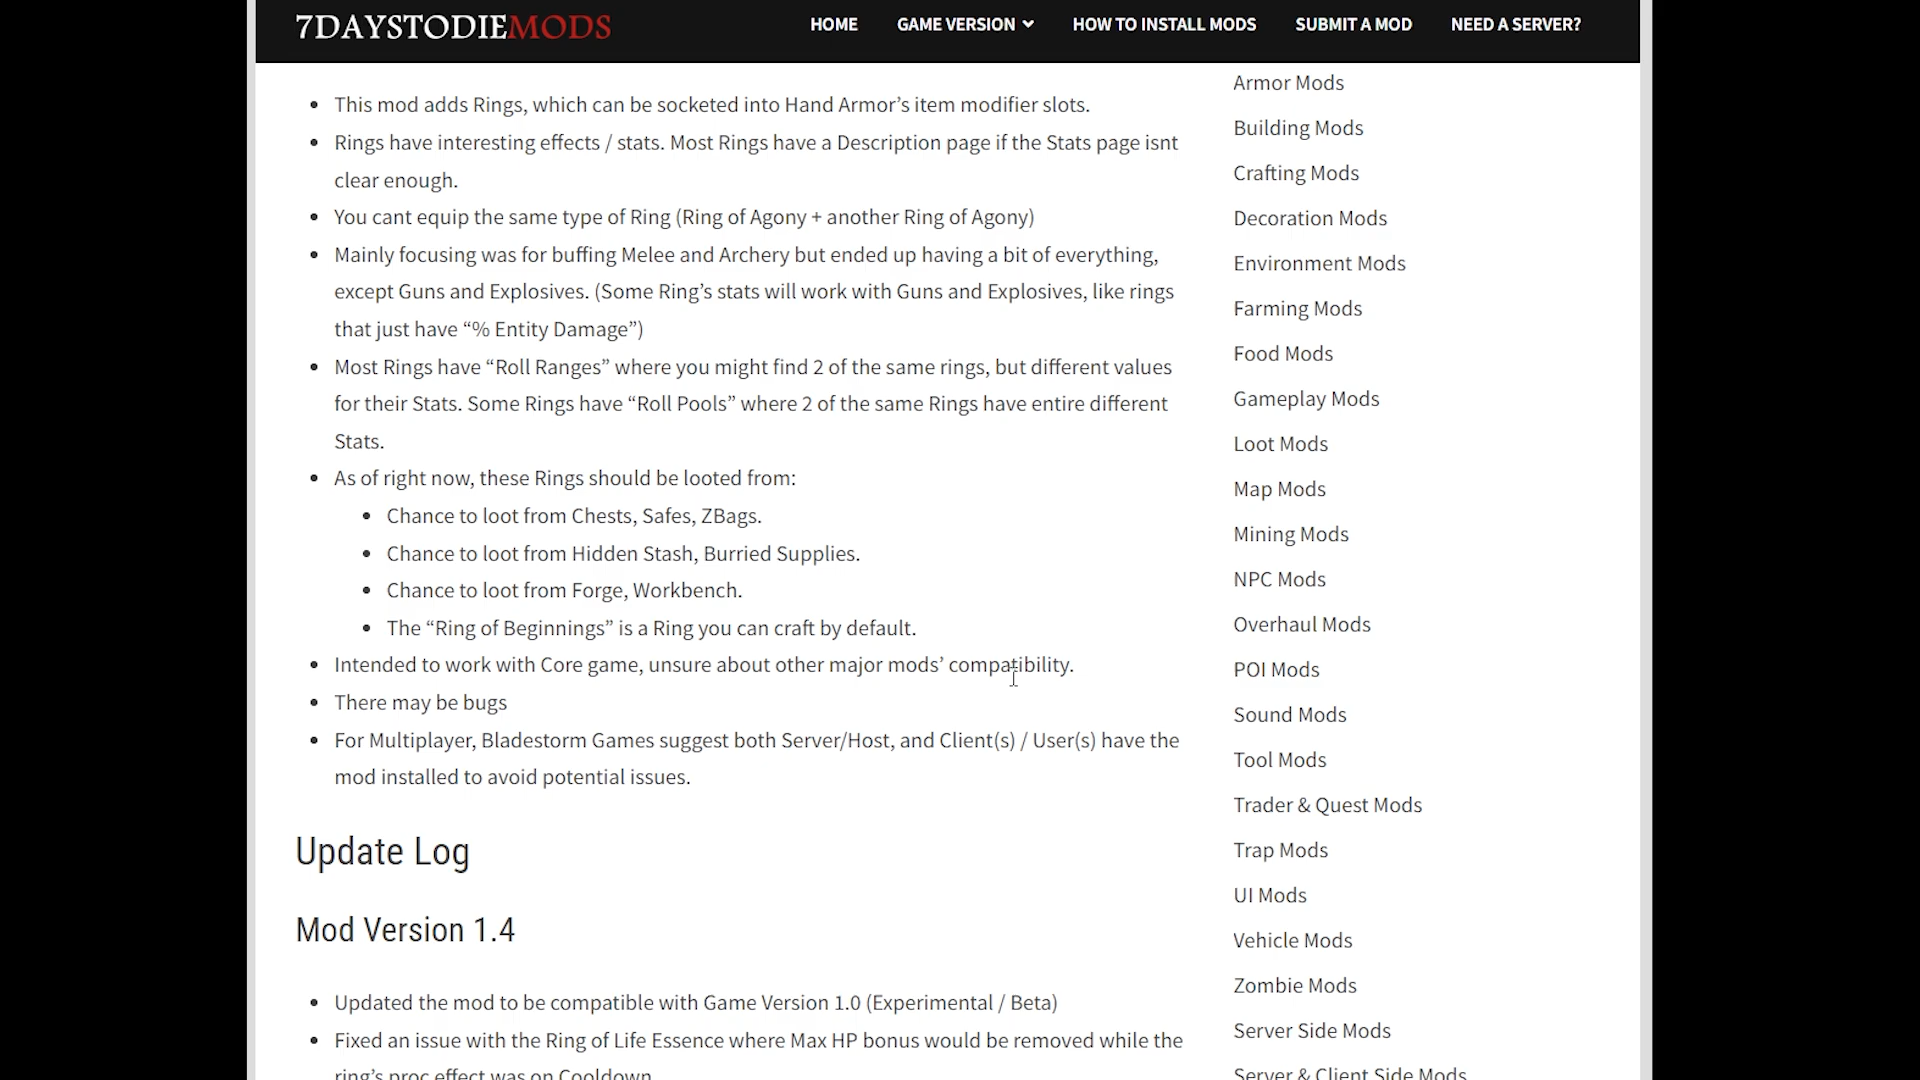 7DAYSTODIEMODS
HOME
GAME VERSION
HOW TO INSTALL MODS
SUBMIT A MOD
NEED A SERVER?
This mod adds Rings, which can be socketed into Hand Armor’s item modifier slots.
Rings have interesting effects / stats. Most Rings have a Description page if the Stats page isnt
clear enough.
You cant equip the same type of Ring (Ring of Agony + another Ring of Agony)
Mainly focusing was for buffing Melee and Archery but ended up having a bit of everything,
except Guns and Explosives. (Some Ring’s stats will work with Guns and Explosives, like rings
that just have “% Entity Damage”)
Most Rings have “Roll Ranges” where you might find 2 of the same rings, but different values
for their Stats. Some Rings have “Roll Pools” where 2 of the same Rings have entire different
Stats.
As of right now, these Rings should be looted from:
Chance to loot from Chests, Safes, ZBags.
Chance to loot from Hidden Stash, Burried Supplies.
Chance to loot from Forge, Workbench.
The “Ring of Beginnings” is a Ring you can craft by default.
Intended to work with Core game, unsure about other major mods’ compatibility.
There may be bugs
For Multiplayer, Bladestorm Games suggest both Server/Host, and Client(s) / User(s) have the
mod installed to avoid potential issues.
Update Log
Mod Version 1.4
Updated the mod to be compatible with Game Version 1.0 (Experimental / Beta)
Fixed an issue with the Ring of Life Essence where Max HP bonus would be removed while the
ring’s proc effect was on Cooldown
Armor Mods
Building Mods
Crafting Mods
Decoration Mods
Environment Mods
Farming Mods
Food Mods
Gameplay Mods
Loot Mods
Map Mods
Mining Mods
NPC Mods
Overhaul Mods
POI Mods
Sound Mods
Tool Mods
Trader & Quest Mods
Trap Mods
UI Mods
Vehicle Mods
Zombie Mods
Server Side Mods
Server & Client Side Mods